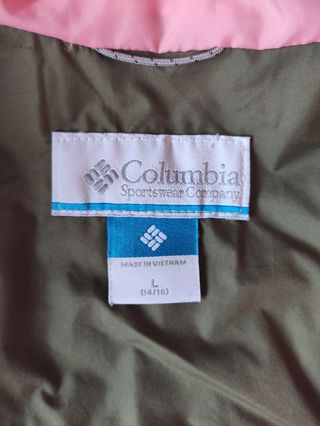 Columbia
Sportswear Company
MADE IN VIETNAM
L
(14/16)